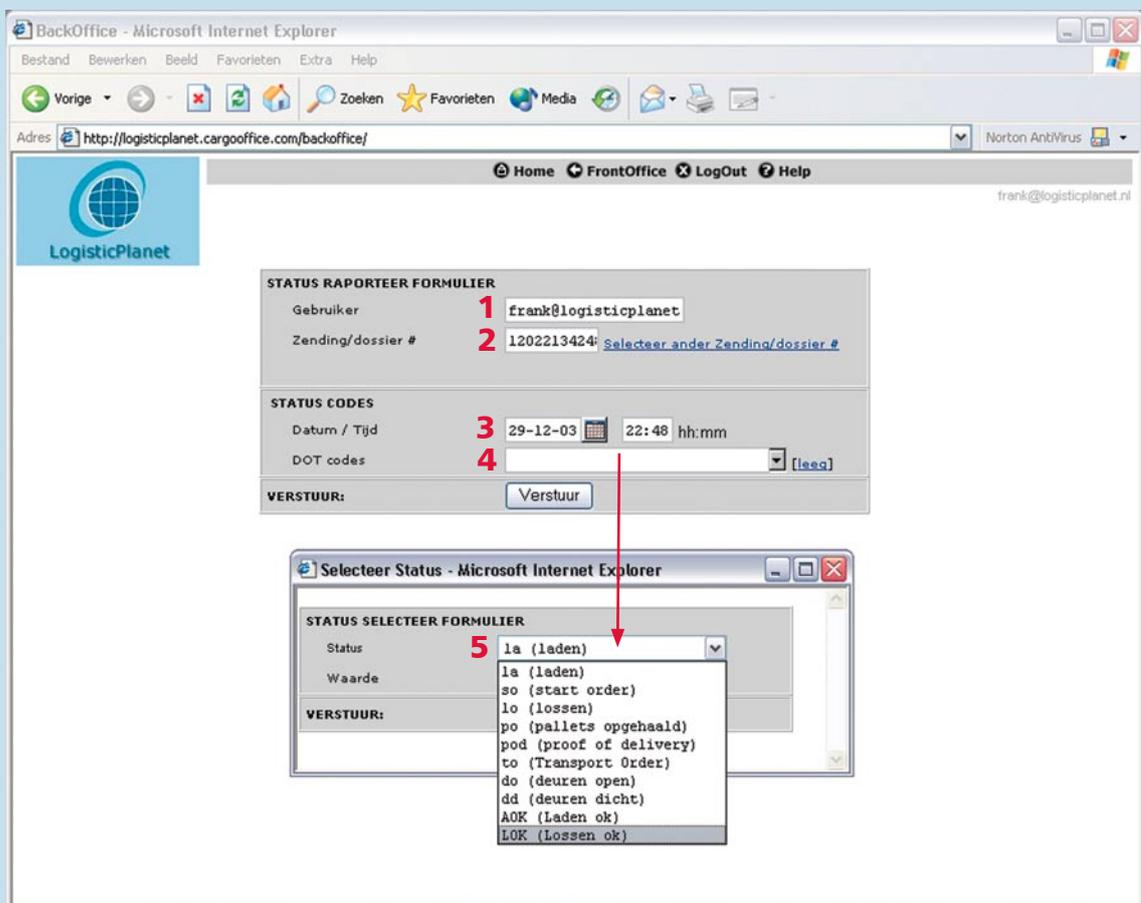 BackOffice - Microsoft Internet Explorer
Bestand Bewerken Beeld Favorieten Extra Help
Vorige Zoeken Favorieten Media
Adres http://logisticplanet.cargooffice.com/backoffice/ Norton AntiVirus
Home FrontOffice LogOut Help
frank@logisticplanet.nl
LogisticPlanet
STATUS RAPORTEER FORMULIER
Gebruiker 1 frank@logisticplanet
Zending/dossier # 2 1202213424 Selecteer ander Zending/dossier #
STATUS CODES
Datum / Tijd 3 29-12-03 22:48 hh:mm
DOT codes 4 [leeg]
VERSTUUR: Verstuur
Selecteer Status - Microsoft Internet Explorer
STATUS SELECTEER FORMULIER
Status 5 la (laden)
Waarde
VERSTUUR:
la (laden)
so (start order)
lo (lossen)
po (pallets opgehaald)
pod (proof of delivery)
to (Transport Order)
do (deuren open)
dd (deuren dicht)
AOK (Laden ok)
LOK (Lossen ok)